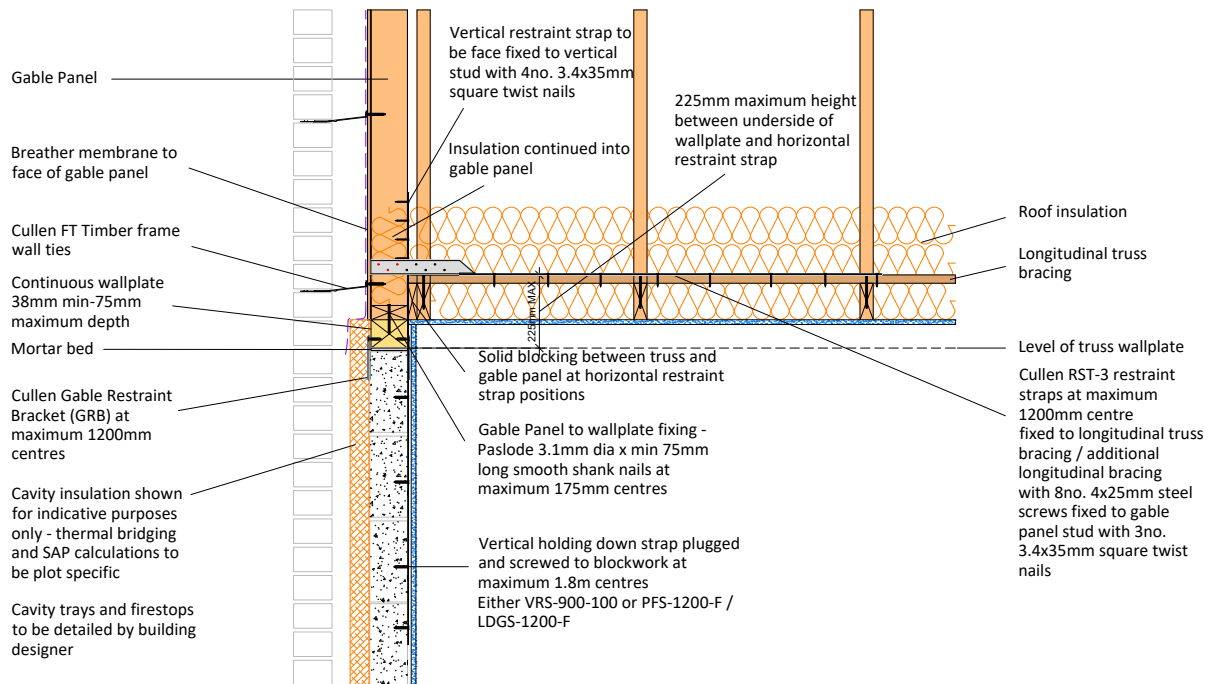 Gable Panel
Breather membrane to
face of gable panel
Cullen FT Timber frame
wall ties
Continuous wallplate
38mm min-75mm
maximum depth
Mortar bed
Cullen Gable Restraint
Bracket (GRB) at
maximum 1200mm
centres
Cavity insulation shown
for indicative purposes
only - thermal bridging
and SAP calculations to
be plot specific
Cavity trays and firestops
to be detailed by building
designer
Vertical restraint strap to
be face fixed to vertical
stud with 4no. 3.4x35mm
square twist nails
Insulation continued into
gable panel
225mm maximum height
between underside of
wallplate and horizontal
restraint strap
225mm MAX
Solid blocking between truss and
gable panel at horizontal restraint
strap positions
Gable Panel to wallplate fixing -
Paslode 3.1mm dia x min 75mm
long smooth shank nails at
maximum 175mm centres
Vertical holding down strap plugged
and screwed to blockwork at
maximum 1.8m centres
Either VRS-900-100 or PFS-1200-F /
LDGS-1200-F
Roof insulation
Longitudinal truss
bracing
Level of truss wallplate
Cullen RST-3 restraint
straps at maximum
1200mm centre
fixed to longitudinal truss
bracing / additional
longitudinal bracing
with 8no. 4x25mm steel
screws fixed to gable
panel stud with 3no.
3.4x35mm square twist
nails